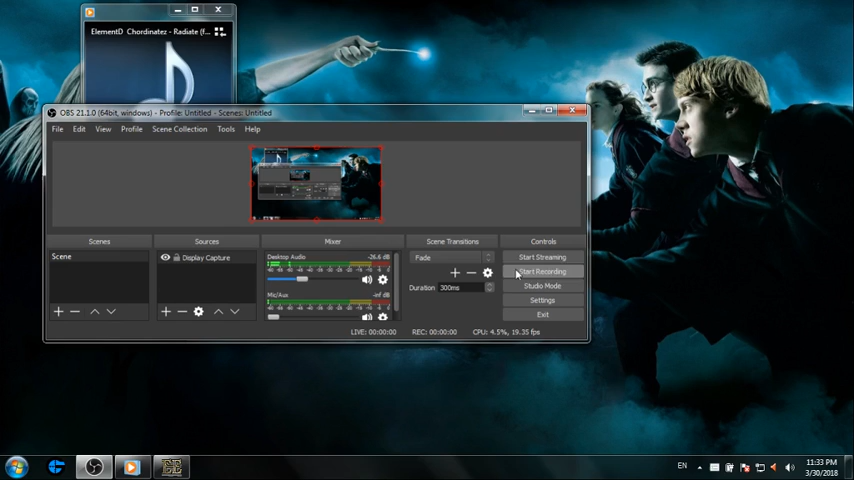 ElementD Chordinatez - Radiate (f...
OBS 21.1.0 (64bit, windows) - Profile: Untitled - Scenes: Untitled
File Edit View Profile Scene Collection Tools Help
Scenes Sources Mixer Scene Transitions Controls
Scene
Display Capture
Desktop Audio -26.6 dB
Mic/Aux -inf dB
Fade
Duration 300ms
Start Streaming
Start Recording
Studio Mode
Settings
Exit
LIVE: 00:00:00 REC: 00:00:00 CPU: 4.5%, 19.35 fps
EN
11:33 PM
3/30/2018